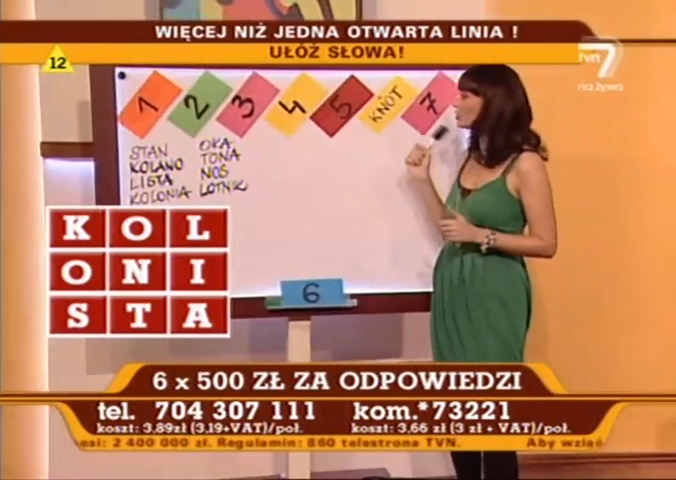 WIĘCEJ NIŻ JEDNA OTWARTA LINIA !
UŁÓŻ SŁOWA!
12
tvn 7
na żywo
1 2 3 4 5 KNOT 7
STAN OKA
KOLANO TONA
LISTA NOS
KOLONIA LOTNIK
K O L
O N I
S T A
6
6 x 500 ZŁ ZA ODPOWIEDZI
tel. 704 307 111 kom.*73221
koszt: 3.89zł (3,19+VAT)/poł. koszt: 3.66 zł (3 zł + VAT)/poł.
nosi: 2 400 000 zł. Regulamin: 860 telestrona TVN. Aby wziąć